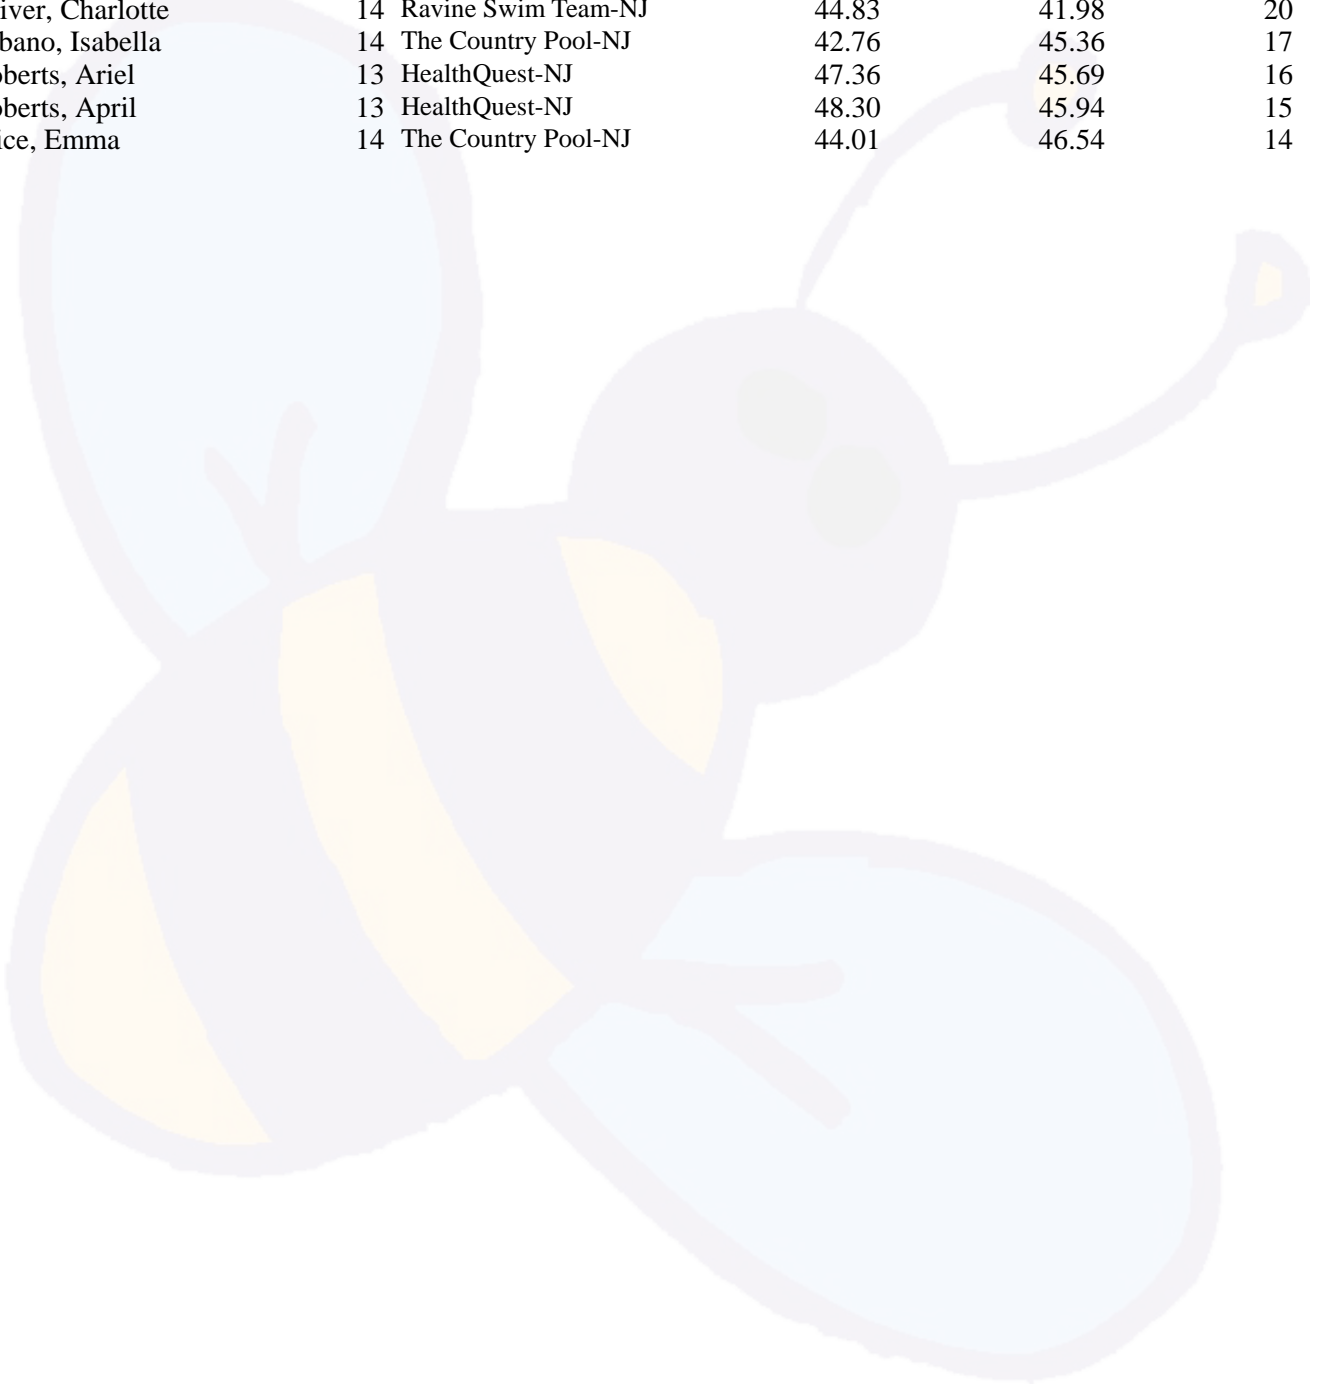 iver, Charlotte 14 Ravine Swim Team-NJ 44.83 41.98 20
bano, Isabella 14 The Country Pool-NJ 42.76 45.36 17
berts, Ariel 13 HealthQuest-NJ 47.36 45.69 16
berts, April 13 HealthQuest-NJ 48.30 45.94 15
ice, Emma 14 The Country Pool-NJ 44.01 46.54 14